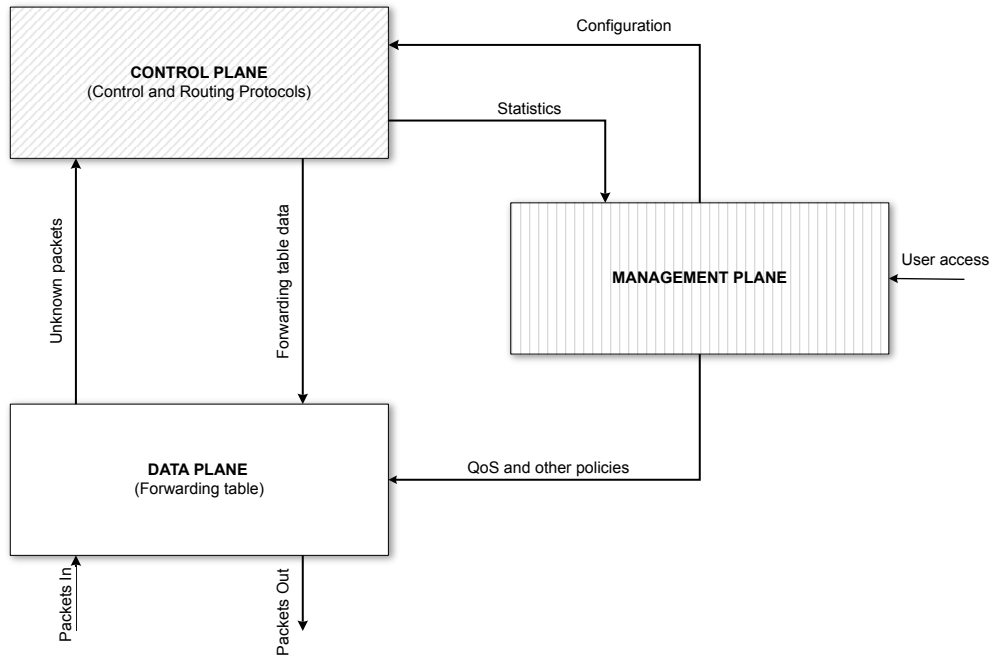 Configuration
CONTROL PLANE
(Control and Routing Protocols)
Statistics
Unknown packets
Forwarding table data
User access
MANAGEMENT PLANE
DATA PLANE
(Forwarding table)
QoS and other policies
Packets In
Packets Out